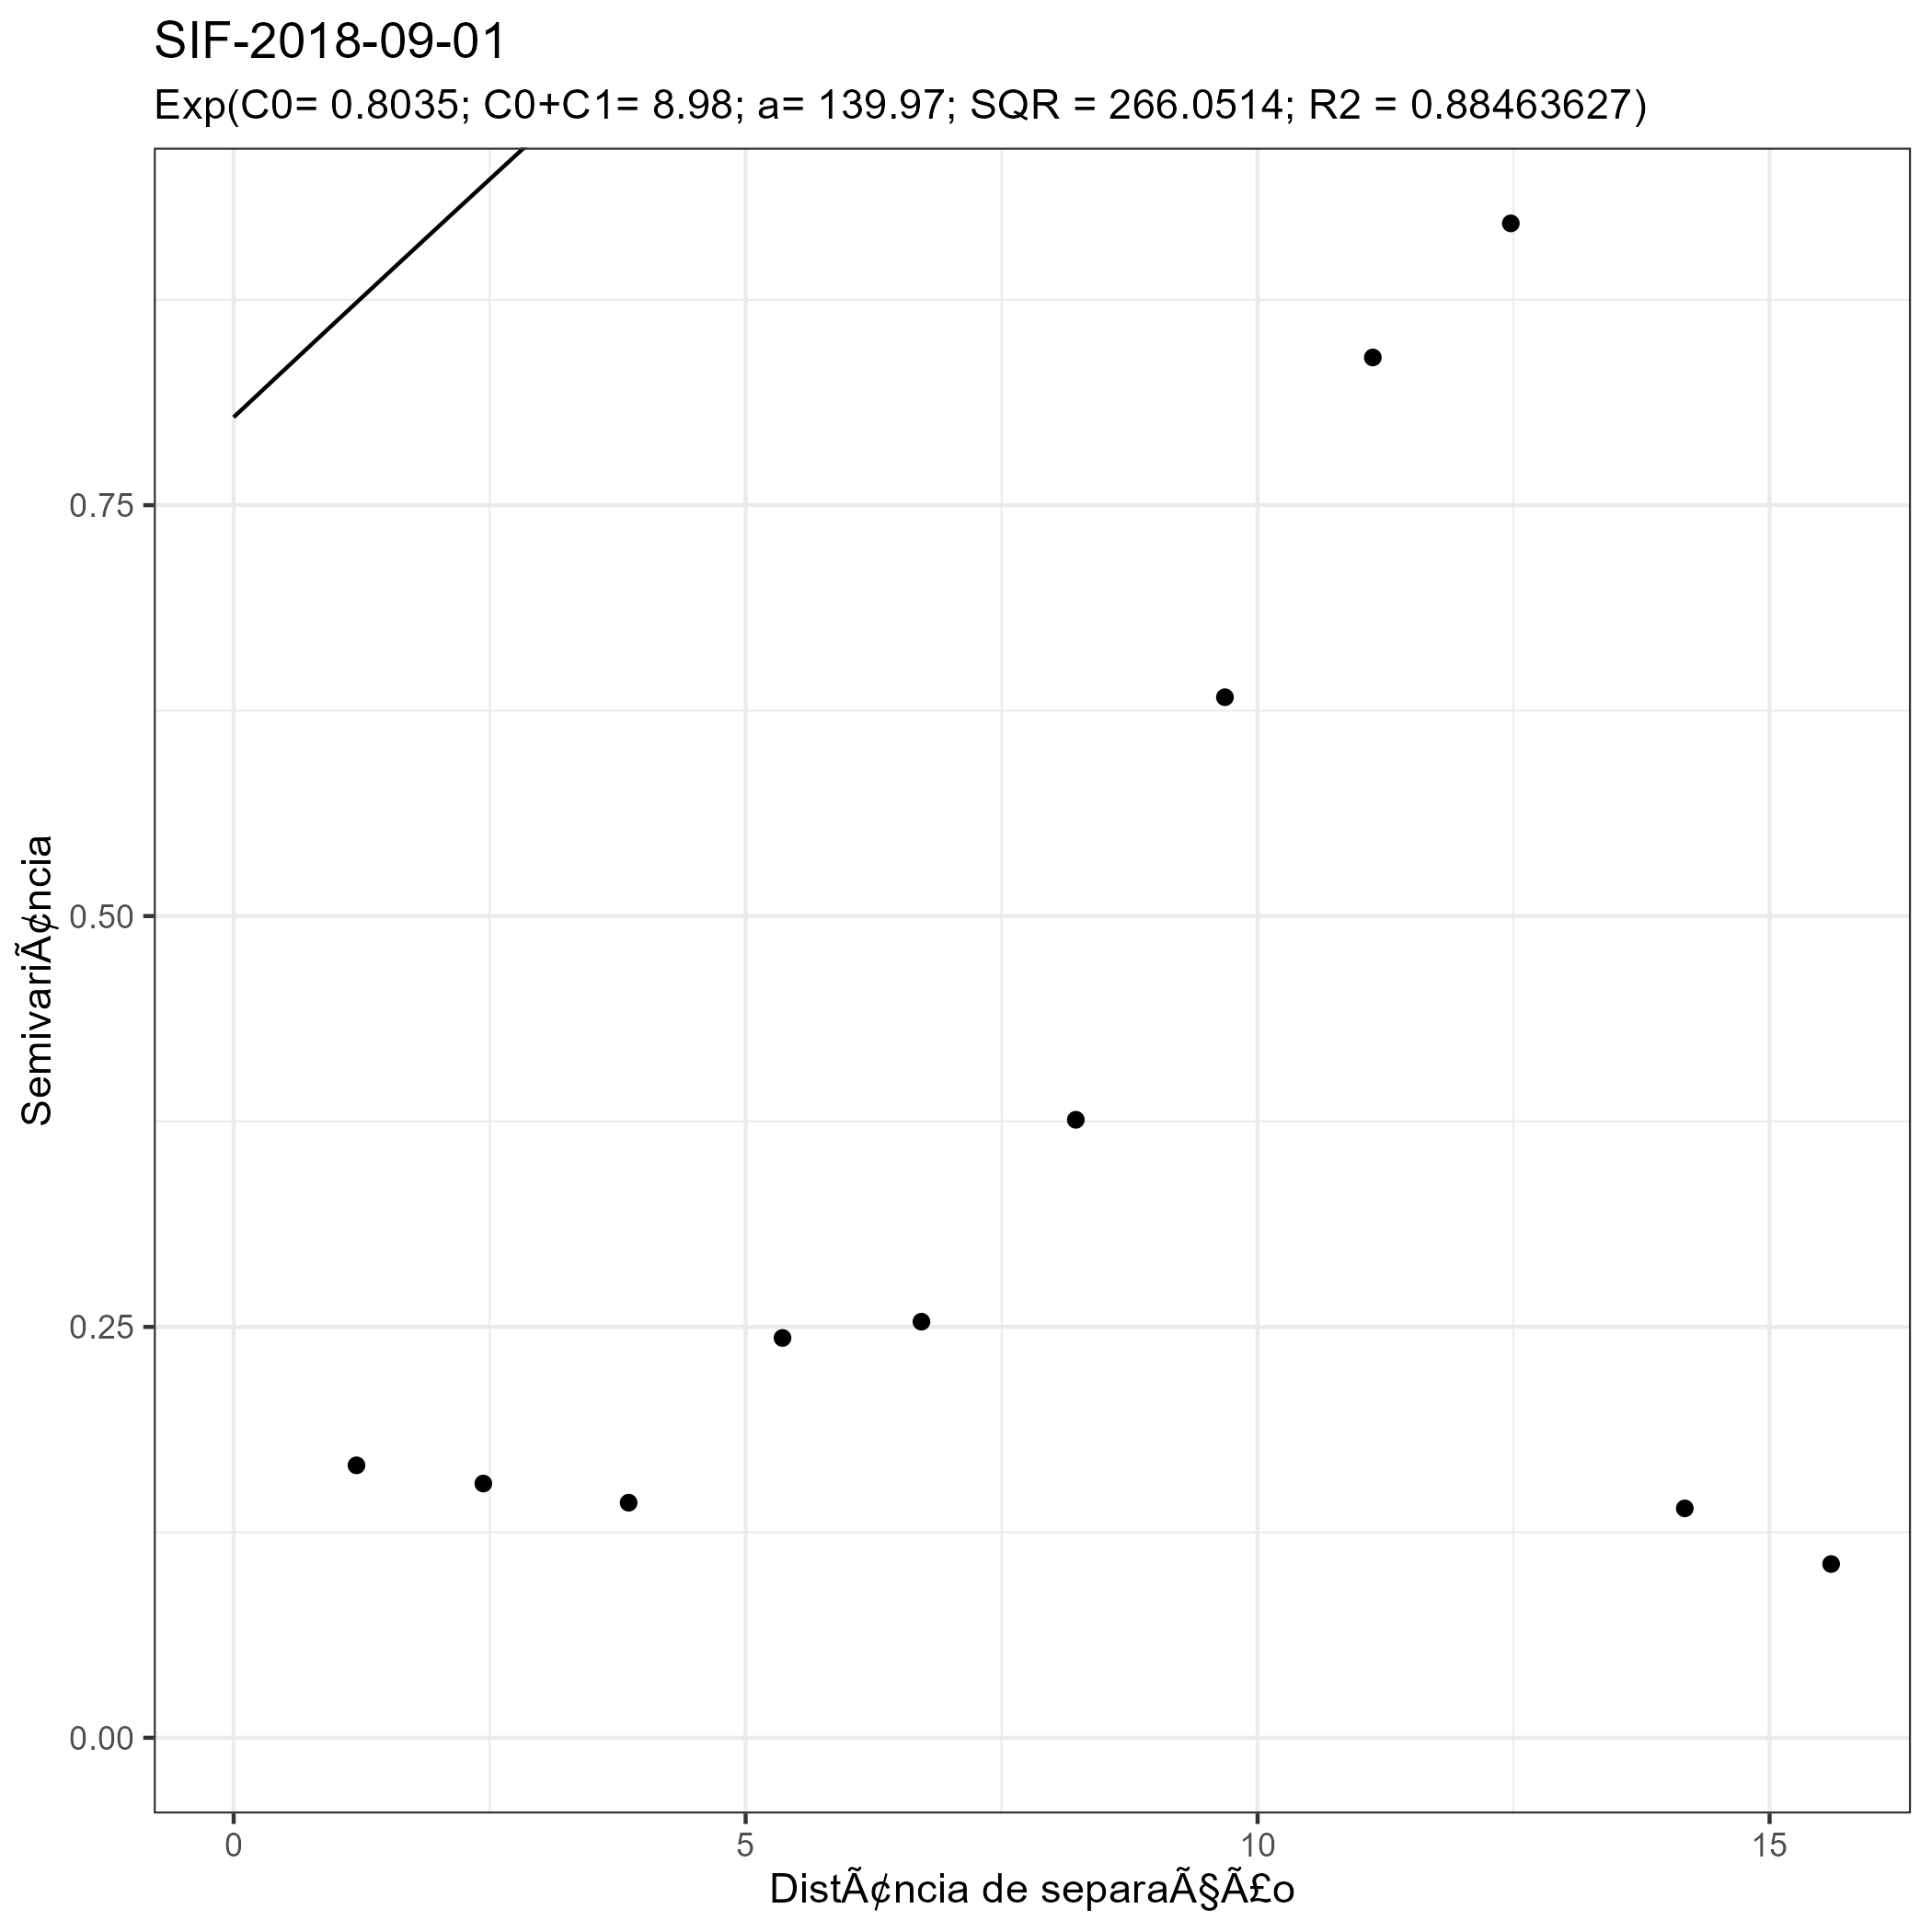 SIF-2018-09-01
Exp(C0= 0.8035; C0+C1= 8.98; a= 139.97; SQR = 266.0514; R2 = 0.88463627)
SemivariÃ¢ncia
0.75
0.50
0.25
0.00
0 5 10 15
DistÃ¢ncia de separaÃ§Ã£o